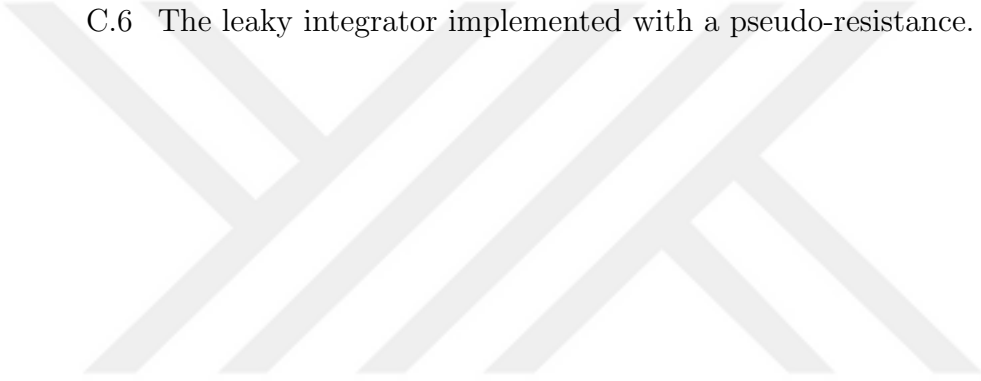 C.6 The leaky integrator implemented with a pseudo-resistance.